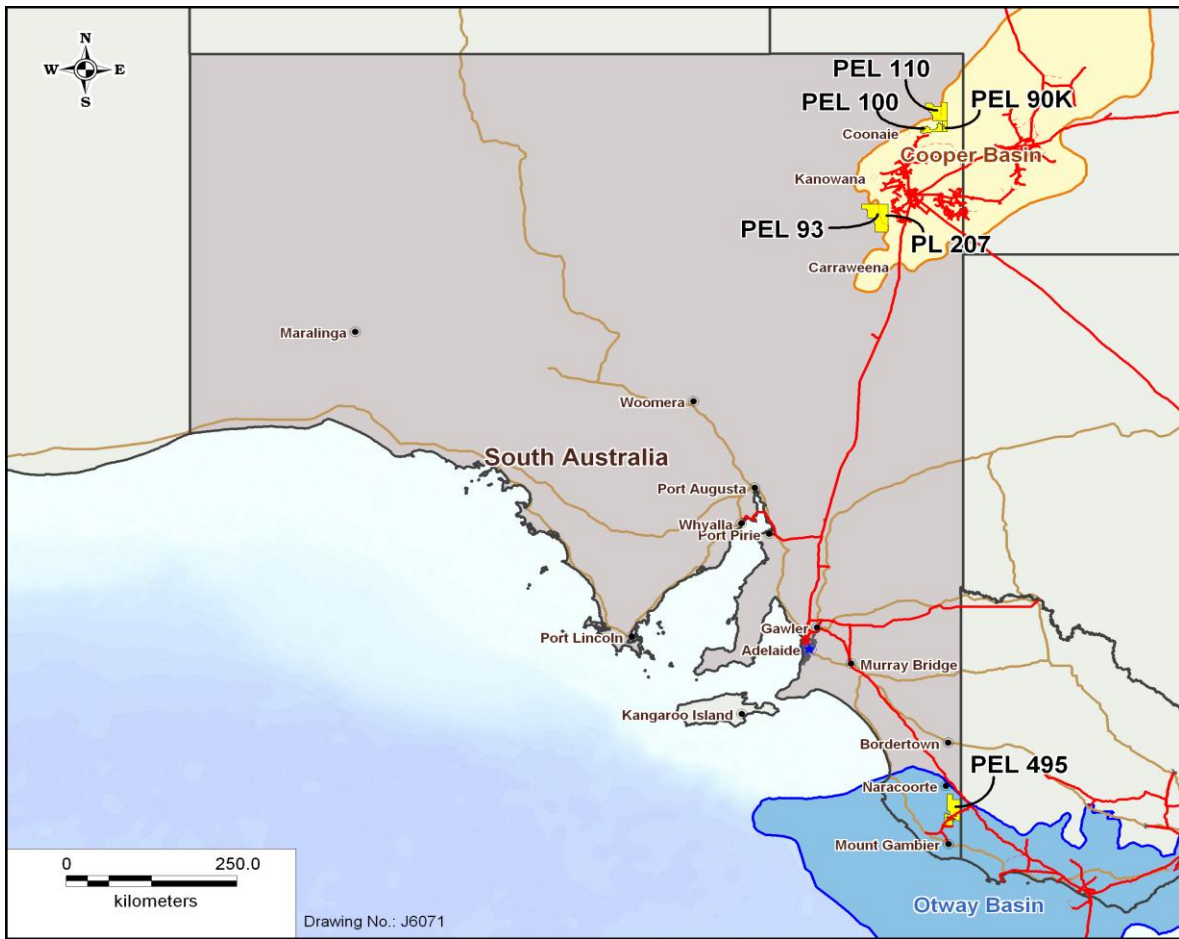 N
W E
S
PEL 110
PEL 100
PEL 90K
Coonaie
Cooper Basin
Kanowana
PEL 93
PL 207
Carraweena
Maralinga
Woomera
South Australia
Port Augusta
Whyalla
Port Pirie
Gawler
Port Lincoln
Adelaide
Murray Bridge
Kangaroo Island
Bordertown
PEL 495
Naracoorte
Mount Gambier
0 250.0
kilometers
Otway Basin
Drawing No.: J6071